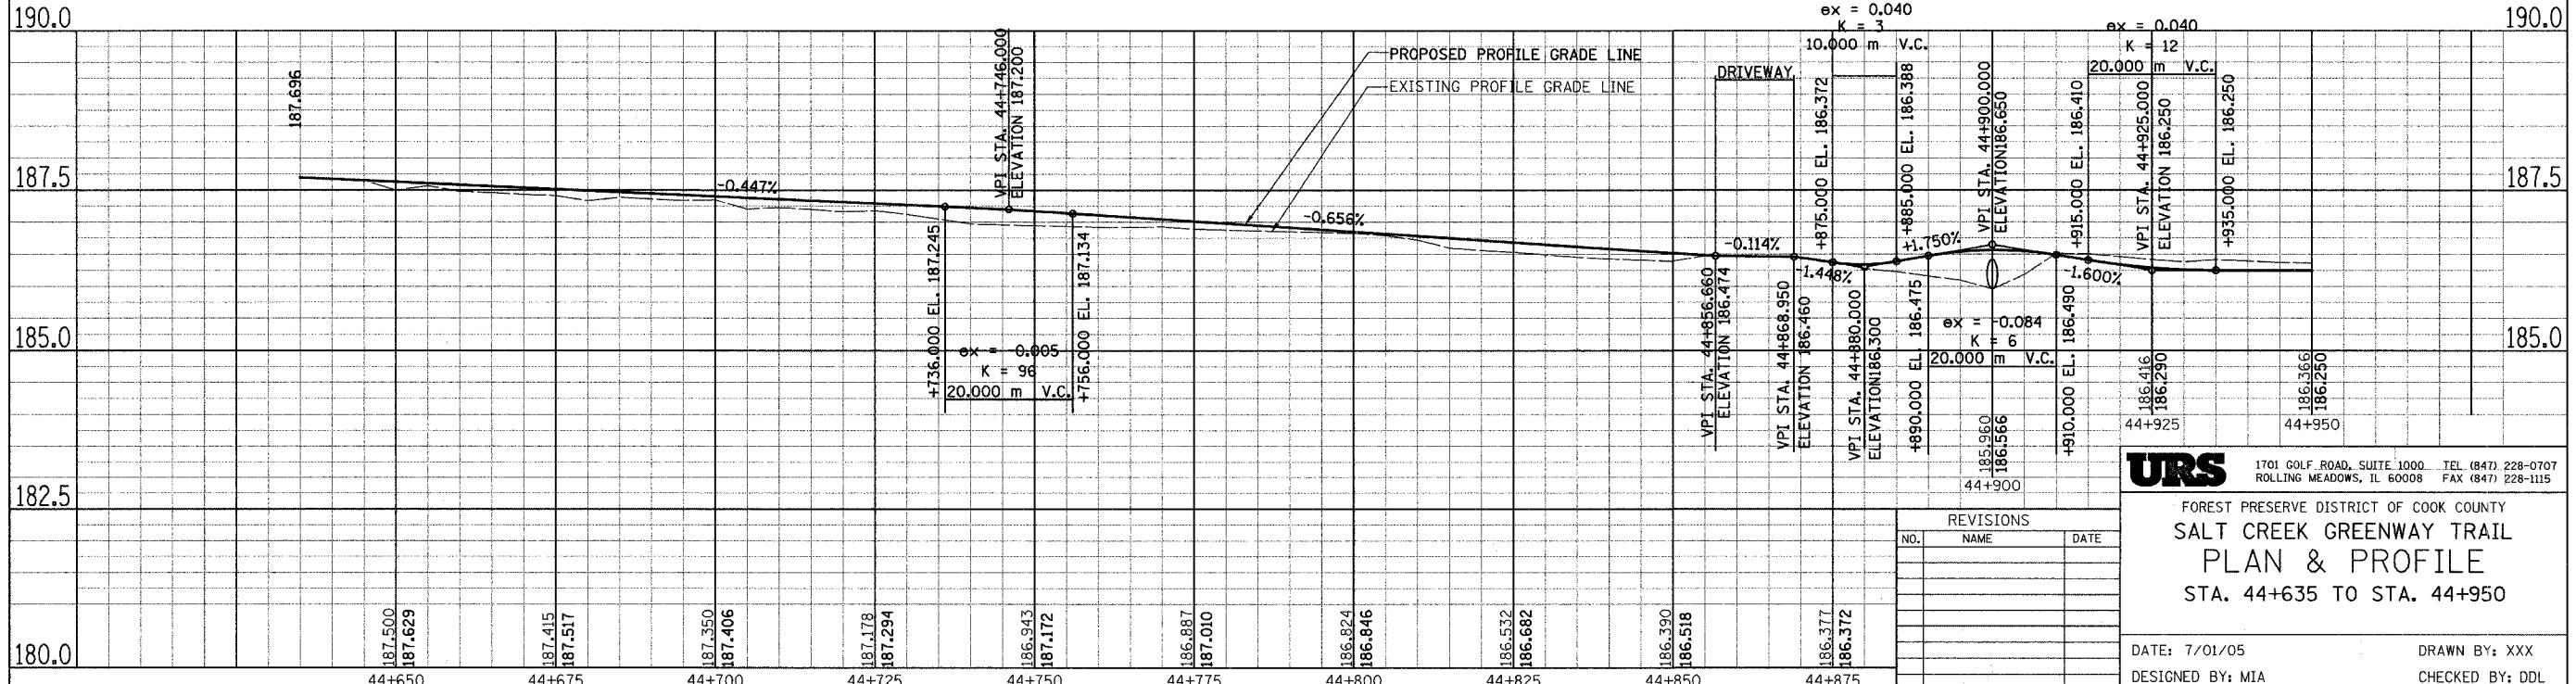 190.0
187.5
185.0
182.5
180.0
187.696
-0.447%
VPI STA. 44+746.000
ELEVATION 187.200
+736.000 EL. 187.245
+756.000 EL. 187.134
ex = -0.005
K = 96
20.000 m V.C.
PROPOSED PROFILE GRADE LINE
EXISTING PROFILE GRADE LINE
-0.656%
DRIVEWAY
-0.114%
VPI STA. 44+856.660
ELEVATION 186.474
VPI STA. 44+868.950
ELEVATION 186.460
-1.448%
ex = 0.040
K = 3
10.000 m V.C.
+875.000 EL. 186.372
+885.000 EL. 186.388
VPI STA. 44+880.000
ELEVATION186.300
+1.750%
VPI STA. 44+900.000
ELEVATION186.650
+890.000 EL. 186.475
+910.000 EL. 186.490
ex = -0.084
K = 6
20.000 m V.C.
-1.600%
ex = 0.040
K = 12
20.000 m V.C.
+915.000 EL. 186.410
VPI STA. 44+925.000
ELEVATION 186.250
+935.000 EL. 186.250
190.0
187.5
185.0
187.500
187.629
44+650
187.415
187.517
44+675
187.350
187.406
44+700
187.178
187.294
44+725
186.943
187.172
44+750
186.887
187.010
44+775
186.824
186.846
44+800
186.532
186.682
44+825
186.390
186.518
44+850
186.377
186.372
44+875
185.960
186.566
44+900
186.416
186.290
44+925
186.366
186.250
44+950
REVISIONS
NO. NAME DATE
URS
1701 GOLF ROAD, SUITE 1000 TEL (847) 228-0707
ROLLING MEADOWS, IL 60008 FAX (847) 228-1115
FOREST PRESERVE DISTRICT OF COOK COUNTY
SALT CREEK GREENWAY TRAIL
PLAN & PROFILE
STA. 44+635 TO STA. 44+950
DATE: 7/01/05 DRAWN BY: XXX
DESIGNED BY: MIA CHECKED BY: DDL